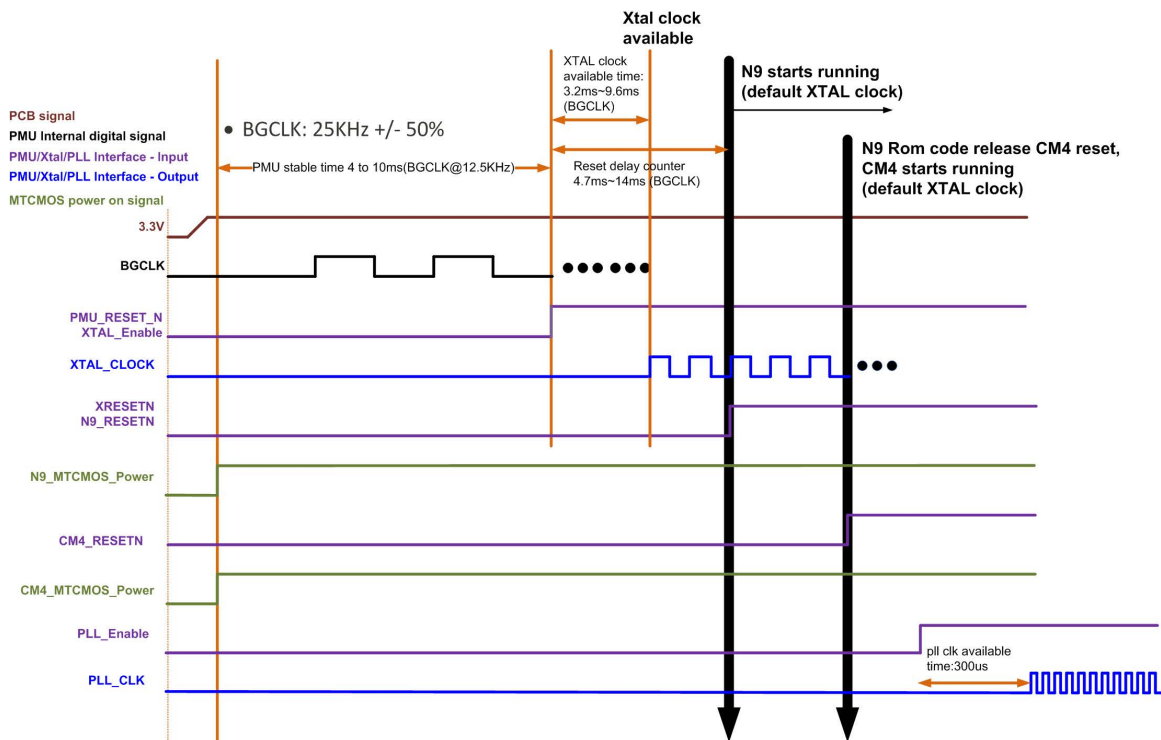 Xtal clock
available
XTAL clock
available time:
3.2ms~9.6ms
(BGCLK)
N9 starts running
(default XTAL clock)
PCB signal
PMU Internal digital signal
PMU/Xtal/PLL Interface - Input
PMU/Xtal/PLL Interface - Output
MTCMOS power on signal
● BGCLK: 25KHz +/- 50%
PMU stable time 4 to 10ms(BGCLK@12.5KHz)
Reset delay counter
4.7ms~14ms (BGCLK)
N9 Rom code release CM4 reset,
CM4 starts running
(default XTAL clock)
3.3V
BGCLK
PMU_RESET_N
XTAL_Enable
XTAL_CLOCK
XRESETN
N9_RESETN
N9_MTCMOS_Power
CM4_RESETN
CM4_MTCMOS_Power
PLL_Enable
pll clk available
time:300us
PLL_CLK